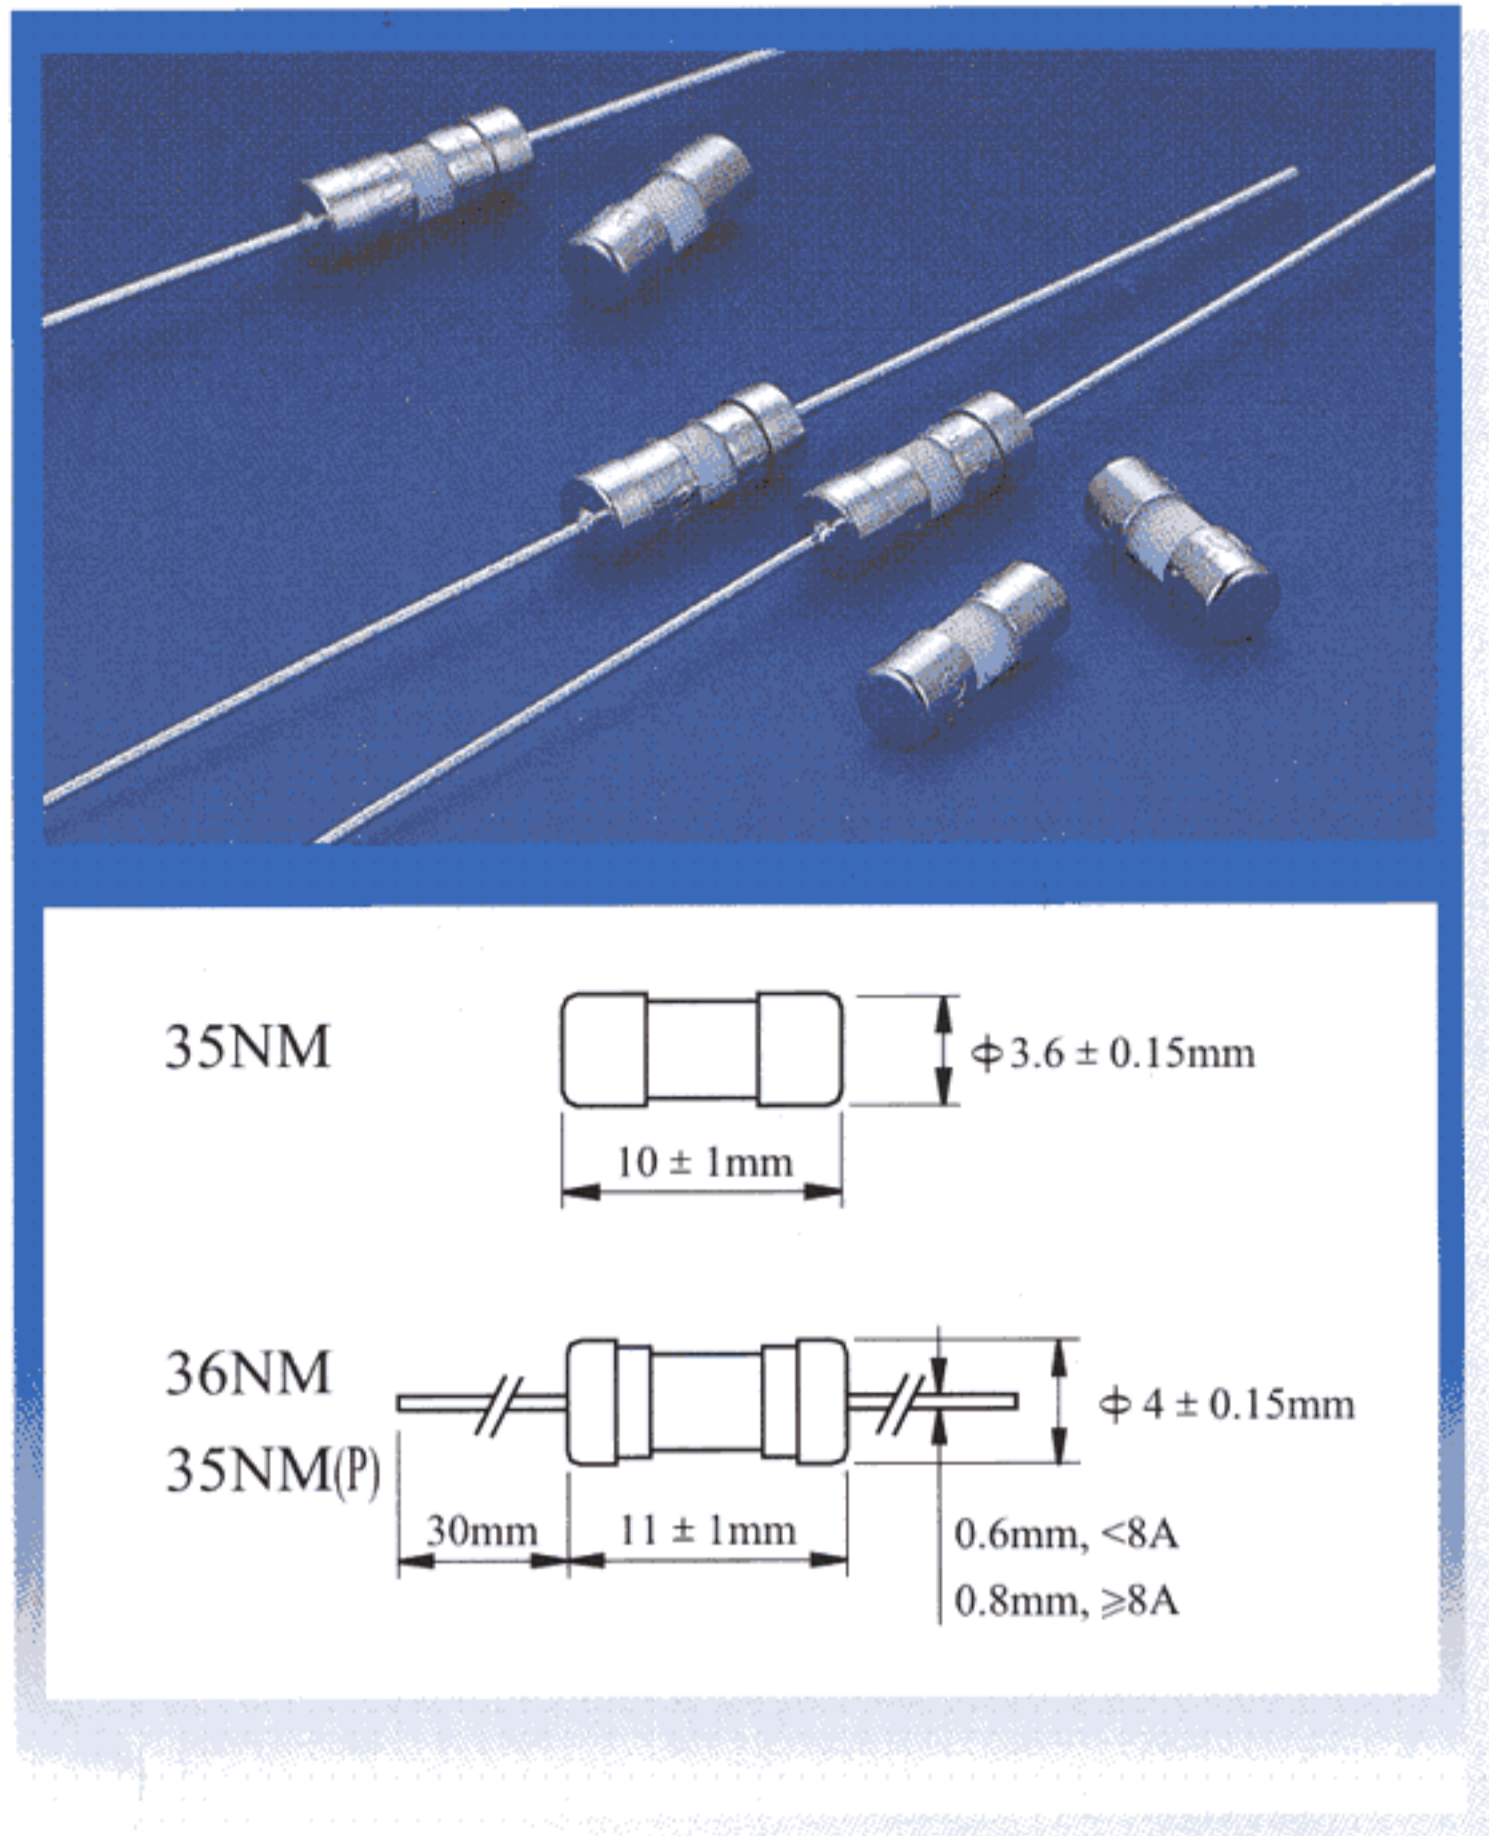 35NM
ϕ3.6 ± 0.15mm
10 ± 1mm
36NM
35NM(P)
ϕ 4 ± 0.15mm
30mm
11 ± 1mm
0.6mm, <8A
0.8mm, ⩾8A